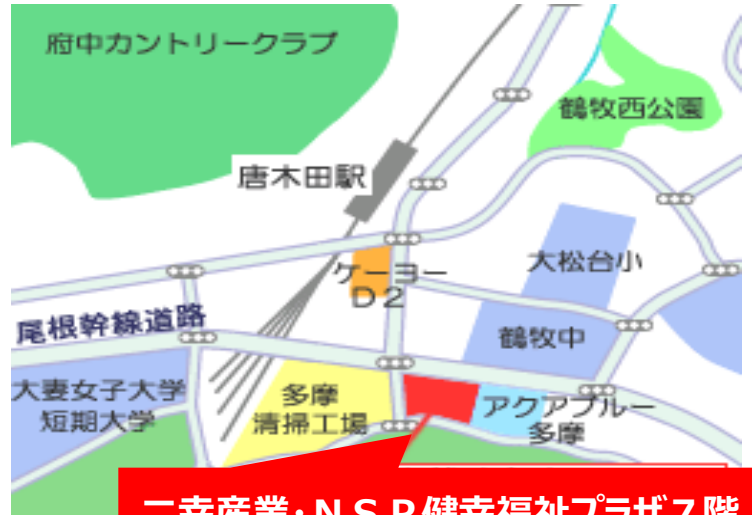 府中カントリークラブ
鶴牧西公園
唐木田駅
大松台小
ケーヨー
D2
尾根幹線道路
鶴牧中
大妻女子大学
短期大学
多摩
清掃工場
アクアブルー
多摩
二幸産業・NSP健幸福祉プラザ7階